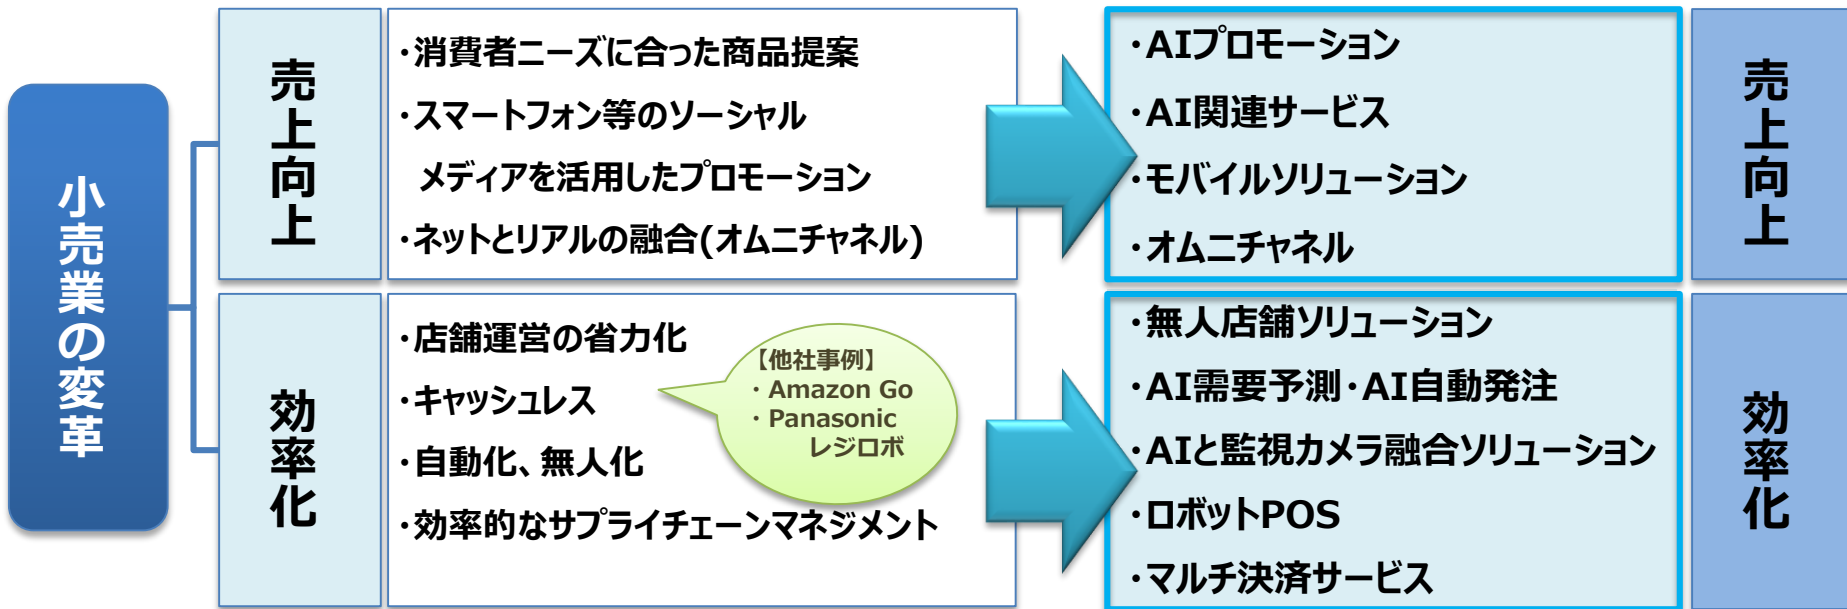 小売業の変革
売上向上
・消費者ニーズに合った商品提案
・スマートフォン等のソーシャル
メディアを活用したプロモーション
・ネットとリアルの融合(オムニチャネル)
・AIプロモーション
・AI関連サービス
・モバイルソリューション
・オムニチャネル
売上向上
効率化
・店舗運営の省力化
・キャッシュレス
・自動化、無人化
・効率的なサプライチェーンマネジメント
【他社事例】
・Amazon Go
・Panasonic
レジロボ
・無人店舗ソリューション
・AI需要予測・AI自動発注
・AIと監視カメラ融合ソリューション
・ロボットPOS
・マルチ決済サービス
効率化